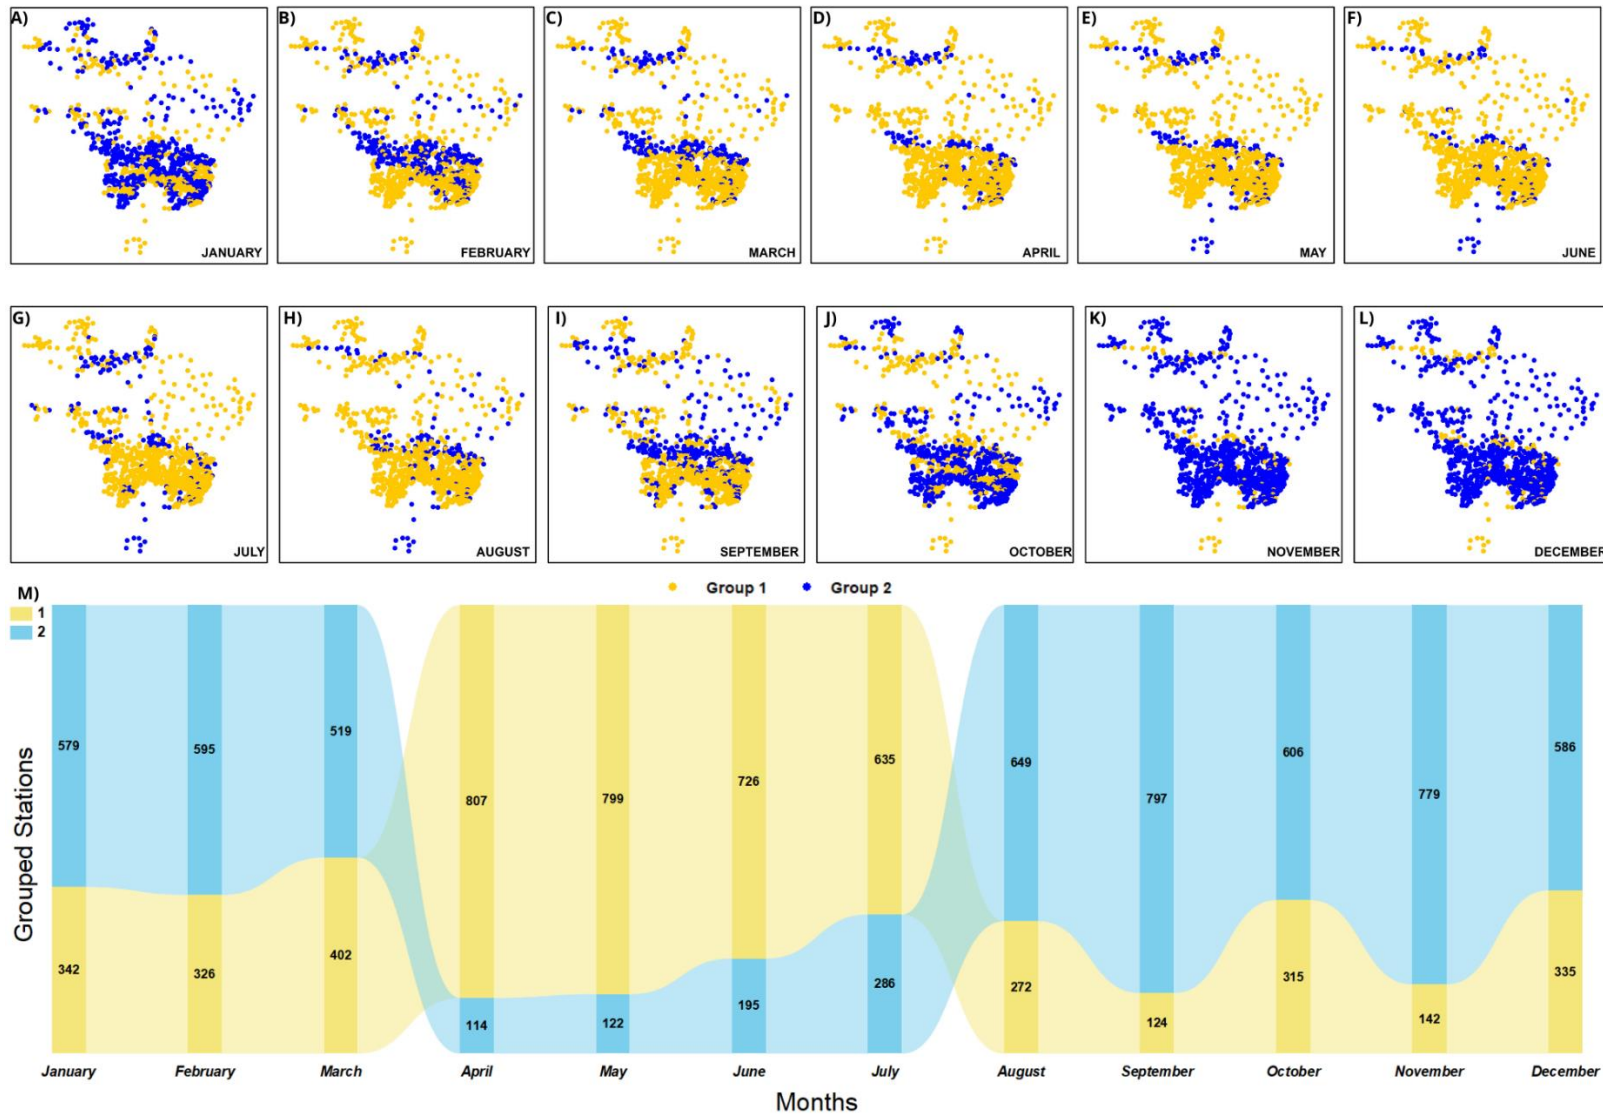 A)
JANUARY
B)
FEBRUARY
C)
MARCH
D)
APRIL
E)
MAY
F)
JUNE
G)
JULY
H)
AUGUST
I)
SEPTEMBER
J)
OCTOBER
K)
NOVEMBER
L)
DECEMBER
Group 1 Group 2
M)
1
2
Grouped Stations
579 595 519 807 799 726 635 649 797 606 779 586
342 326 402 114 122 195 286 272 124 315 142 335
January February March April May June July August September October November December
Months